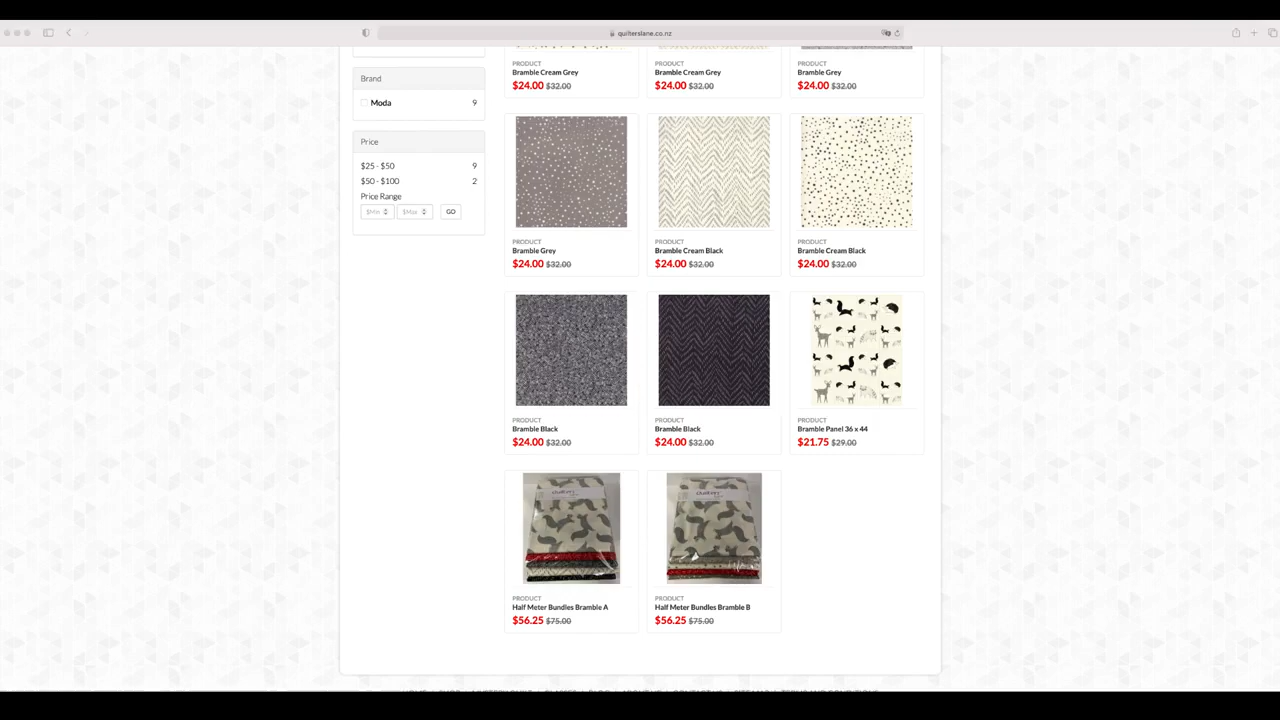 quilterslane.co.nz
Brand
Moda 9
Price
$25 - $50 9
$50 - $100 2
Price Range
$Min $Max GO
PRODUCT PRODUCT PRODUCT
Bramble Cream Grey Bramble Cream Grey Bramble Grey
$24.00 $32.00 $24.00 $32.00 $24.00 $32.00
PRODUCT PRODUCT PRODUCT
Bramble Grey Bramble Cream Black Bramble Cream Black
$24.00 $32.00 $24.00 $32.00 $24.00 $32.00
PRODUCT PRODUCT PRODUCT
Bramble Black Bramble Black Bramble Panel 36 x 44
$24.00 $32.00 $24.00 $32.00 $21.75 $29.00
PRODUCT PRODUCT
Half Meter Bundles Bramble A Half Meter Bundles Bramble B
$56.25 $75.00 $56.25 $75.00